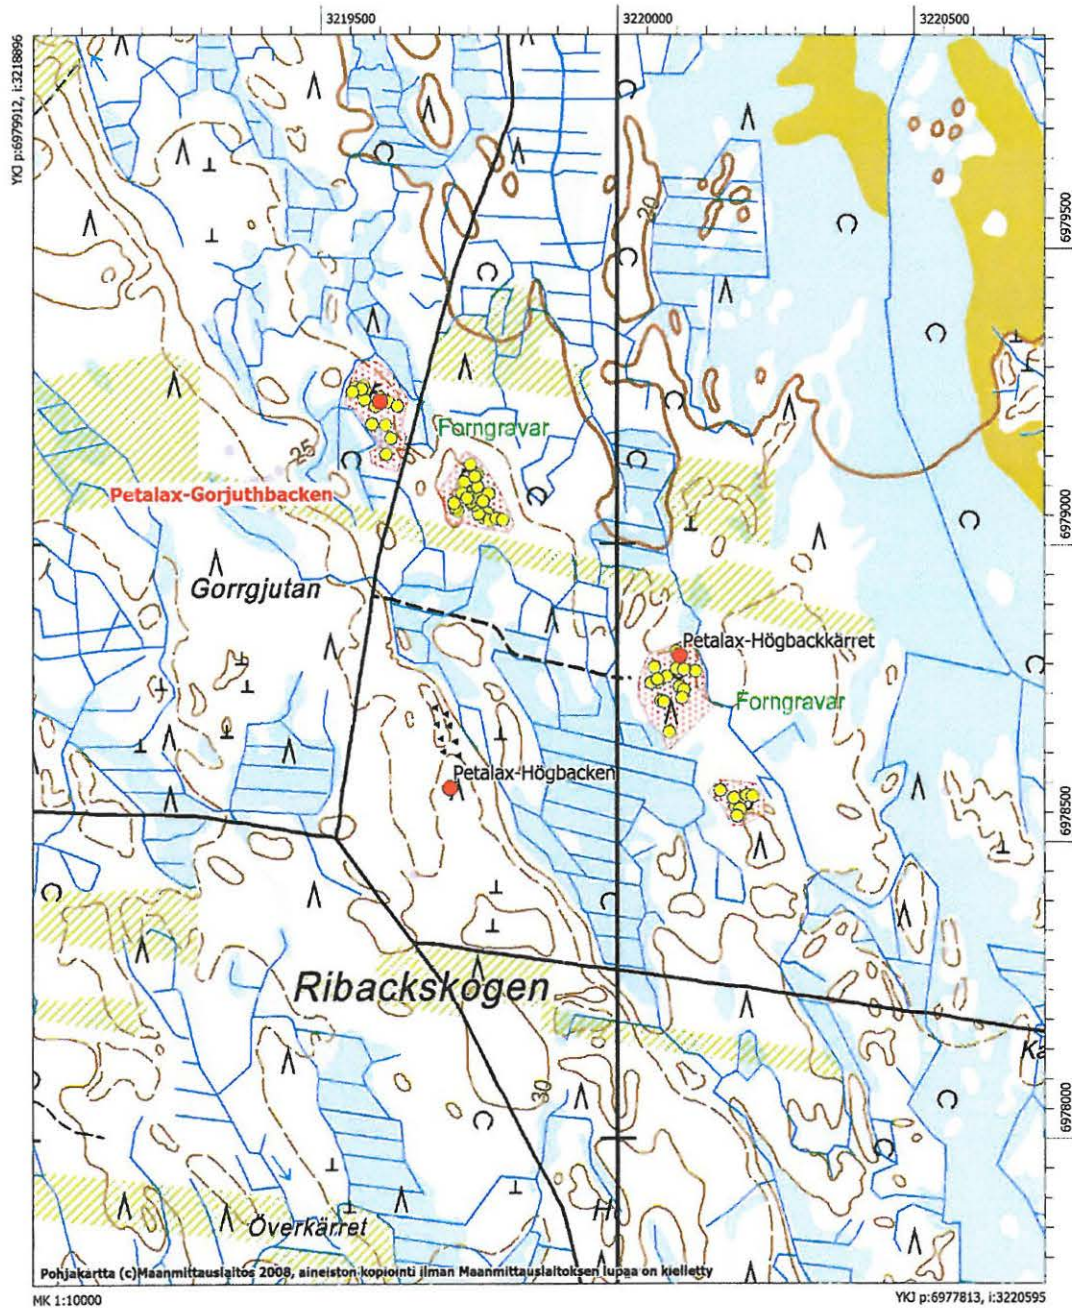 3219500
3220000
3220500
YKJ p:6979912, i:3218896
6979500
20
Forngravar
25
Petalax-Gorjuthbacken
6979000
Gorrgjutan
Petalax-Högbackkärret
Forngravar
Petalax-Högbacken
6978500
Ribackskogen
Ka
30
6978000
H
Överkärret
Pohjakartta (c)Maanmittauslaitos 2008, aineiston kopiointi ilman Maanmittauslaitoksen lupaa on kielletty
MK 1:10000
YKJ p:6977813, i:3220595